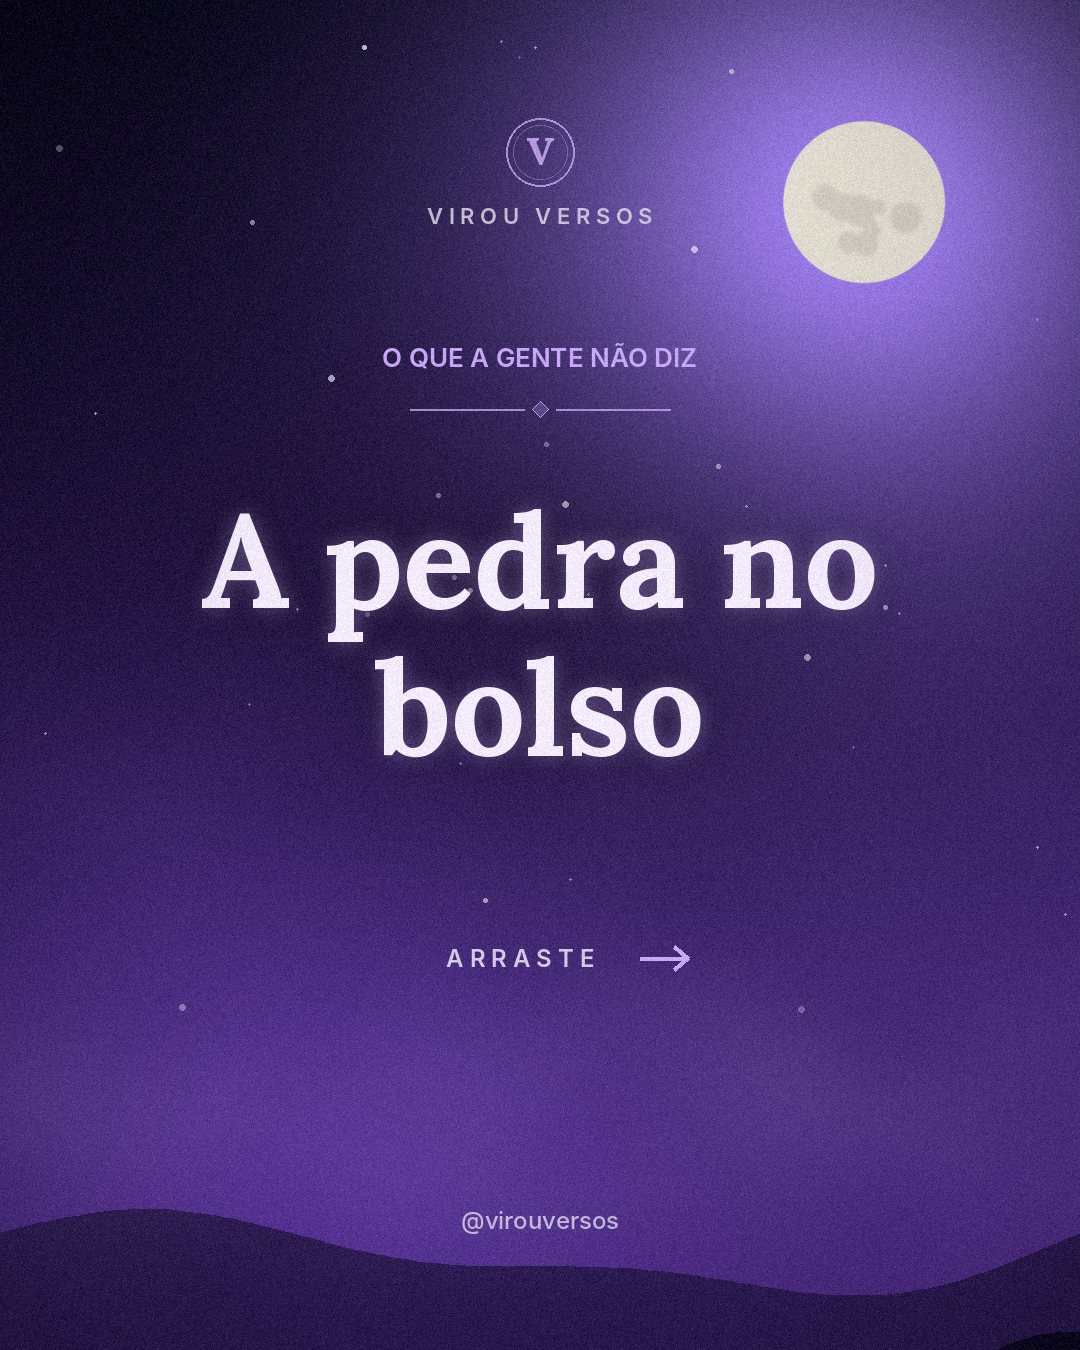 V
VIROU VERSOS
O QUE A GENTE NÃO DIZ
A pedra no
bolso
ARRASTE
@virouversos